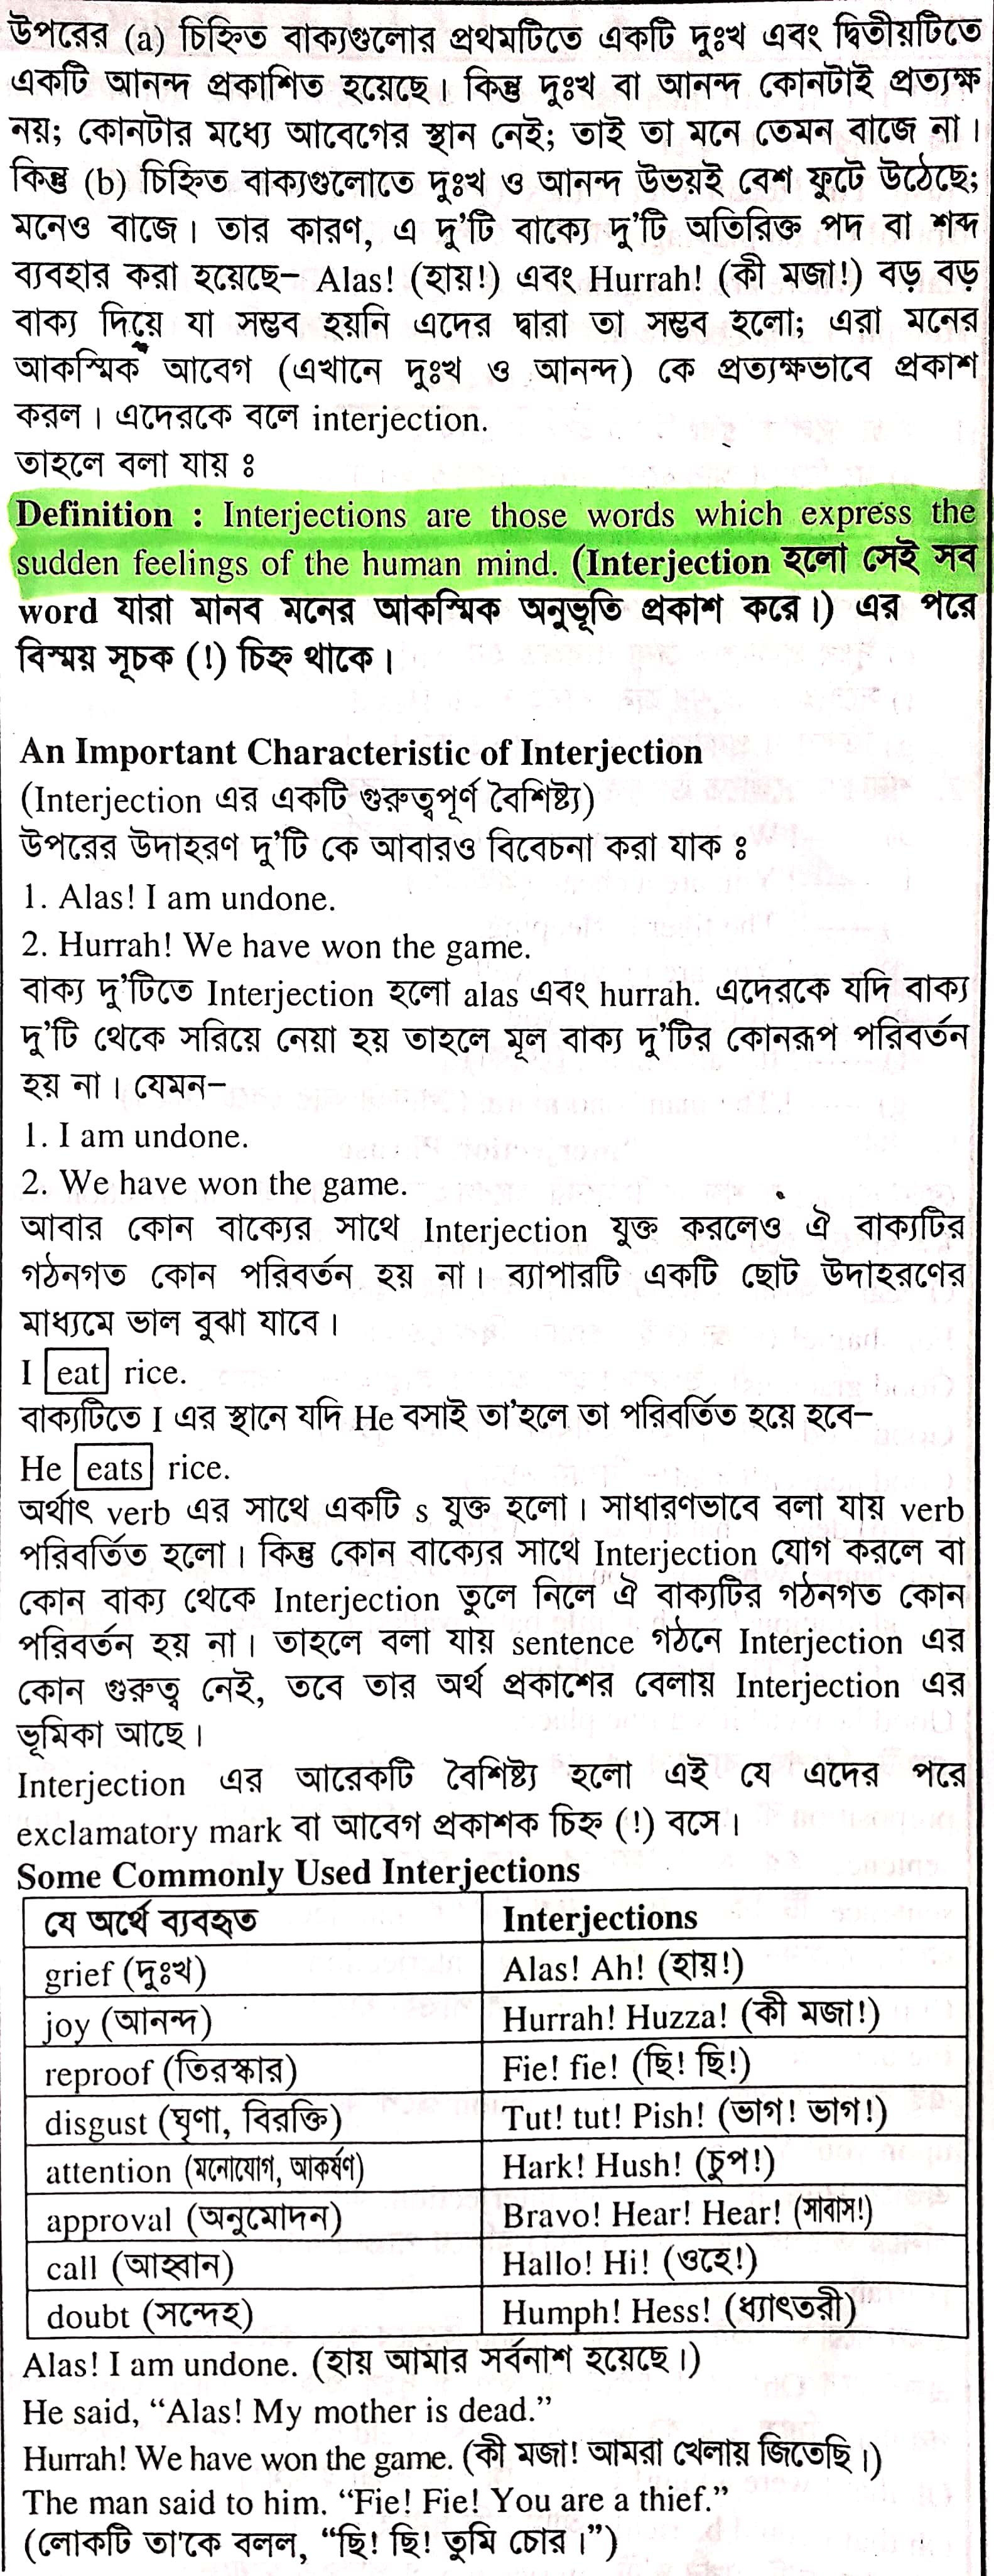 উপরের (a) চিহ্নিত বাক্যগুলোর প্রথমটিতে একটি দুঃখ এবং দ্বিতীয়টিতে
একটি আনন্দ প্রকাশিত হয়েছে। কিন্তু দুঃখ বা আনন্দ কোনটাই প্রত্যক্ষ
নয়; কোনটার মধ্যে আবেগের স্থান নেই; তাই তা মনে তেমন বাজে না।
কিন্তু (b) চিহ্নিত বাক্যগুলোতে দুঃখ ও আনন্দ উভয়ই বেশ ফুটে উঠেছে;
মনেও বাজে। তার কারণ, এ দু'টি বাক্যে দু'টি অতিরিক্ত পদ বা শব্দ
ব্যবহার করা হয়েছে– Alas! (হায়!) এবং Hurrah! (কী মজা!) বড় বড়
বাক্য দিয়ে যা সম্ভব হয়নি এদের দ্বারা তা সম্ভব হলো; এরা মনের
আকস্মিক আবেগ (এখানে দুঃখ ও আনন্দ) কে প্রত্যক্ষভাবে প্রকাশ
করল। এদেরকে বলে interjection.
তাহলে বলা যায় ঃ
Definition : Interjections are those words which express the
sudden feelings of the human mind. (Interjection হলো সেই সব
word যারা মানব মনের আকস্মিক অনুভূতি প্রকাশ করে।) এর পরে
বিস্ময় সূচক (!) চিহ্ন থাকে।
An Important Characteristic of Interjection
(Interjection এর একটি গুরুত্বপূর্ণ বৈশিষ্ট্য)
উপরের উদাহরণ দু'টি কে আবারও বিবেচনা করা যাক ঃ
1. Alas! I am undone.
2. Hurrah! We have won the game.
বাক্য দু'টিতে Interjection হলো alas এবং hurrah. এদেরকে যদি বাক্য
দু'টি থেকে সরিয়ে নেয়া হয় তাহলে মূল বাক্য দু'টির কোনরূপ পরিবর্তন
হয় না। যেমন–
1. I am undone.
2. We have won the game.
আবার কোন বাক্যের সাথে Interjection যুক্ত করলেও ঐ বাক্যটির
গঠনগত কোন পরিবর্তন হয় না। ব্যাপারটি একটি ছোট উদাহরণের
মাধ্যমে ভাল বুঝা যাবে।
I eat rice.
বাক্যটিতে I এর স্থানে যদি He বসাই তা'হলে তা পরিবর্তিত হয়ে হবে–
He eats rice.
অর্থাৎ verb এর সাথে একটি s যুক্ত হলো। সাধারণভাবে বলা যায় verb
পরিবর্তিত হলো। কিন্তু কোন বাক্যের সাথে Interjection যোগ করলে বা
কোন বাক্য থেকে Interjection তুলে নিলে ঐ বাক্যটির গঠনগত কোন
পরিবর্তন হয় না। তাহলে বলা যায় sentence গঠনে Interjection এর
কোন গুরুত্ব নেই, তবে তার অর্থ প্রকাশের বেলায় Interjection এর
ভূমিকা আছে।
Interjection এর আরেকটি বৈশিষ্ট্য হলো এই যে এদের পরে
exclamatory mark বা আবেগ প্রকাশক চিহ্ন (!) বসে।
Some Commonly Used Interjections
যে অর্থে ব্যবহৃত Interjections
grief (দুঃখ) Alas! Ah! (হায়!)
joy (আনন্দ) Hurrah! Huzza! (কী মজা!)
reproof (তিরস্কার) Fie! fie! (ছি! ছি!)
disgust (ঘৃণা, বিরক্তি) Tut! tut! Pish! (ভাগ! ভাগ!)
attention (মনোযোগ, আকর্ষণ) Hark! Hush! (চুপ!)
approval (অনুমোদন) Bravo! Hear! Hear! (সাবাস!)
call (আহ্বান) Hallo! Hi! (ওহে!)
doubt (সন্দেহ) Humph! Hess! (ধ্যাৎতরী)
Alas! I am undone. (হায় আমার সর্বনাশ হয়েছে।)
He said, “Alas! My mother is dead.”
Hurrah! We have won the game. (কী মজা! আমরা খেলায় জিতেছি।)
The man said to him. “Fie! Fie! You are a thief.”
(লোকটি তা'কে বলল, “ছি! ছি! তুমি চোর।”)